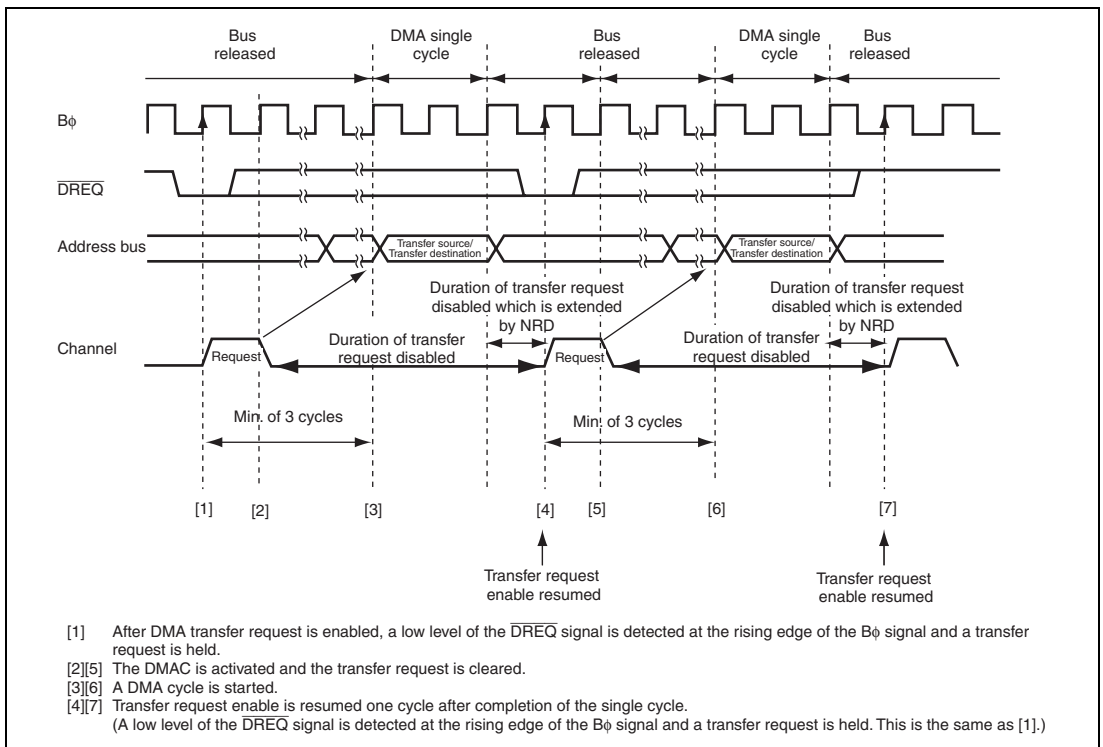 Bus released
DMA single cycle
Bus released
DMA single cycle
Bus released
Bφ
DREQ
Address bus
Transfer source/
Transfer destination
Transfer source/
Transfer destination
Duration of transfer request
disabled which is extended
by NRD
Duration of transfer request
disabled which is extended
by NRD
Channel
Request
Duration of transfer
request disabled
Request
Duration of transfer
request disabled
Min. of 3 cycles
Min. of 3 cycles
[1] [2] [3] [4] [5] [6] [7]
Transfer request
enable resumed
Transfer request
enable resumed
[1] After DMA transfer request is enabled, a low level of the DREQ signal is detected at the rising edge of the Bφ signal and a transfer
request is held.
[2][5] The DMAC is activated and the transfer request is cleared.
[3][6] A DMA cycle is started.
[4][7] Transfer request enable is resumed one cycle after completion of the single cycle.
(A low level of the DREQ signal is detected at the rising edge of the Bφ signal and a transfer request is held. This is the same as [1].)